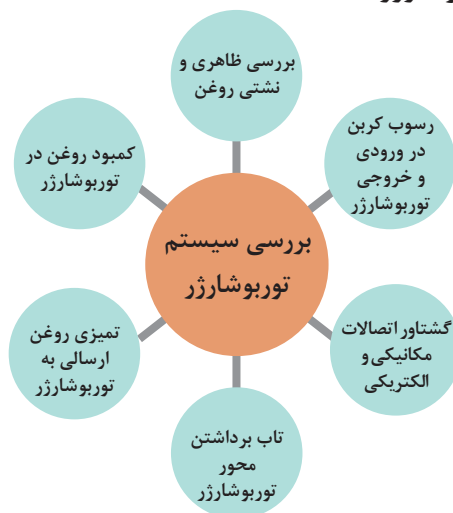 بررسی سیستم
توربوشارژر
بررسی ظاهری و
نشتی روغن
رسوب کربن
در ورودی
و خروجی
توربوشارژر
گشتاور اتصالات
مکانیکی و
الکتریکی
تاب برداشتن
محور
توربوشارژر
تمیزی روغن
ارسالی به
توربوشارژر
کمبود روغن در
توربوشارژر